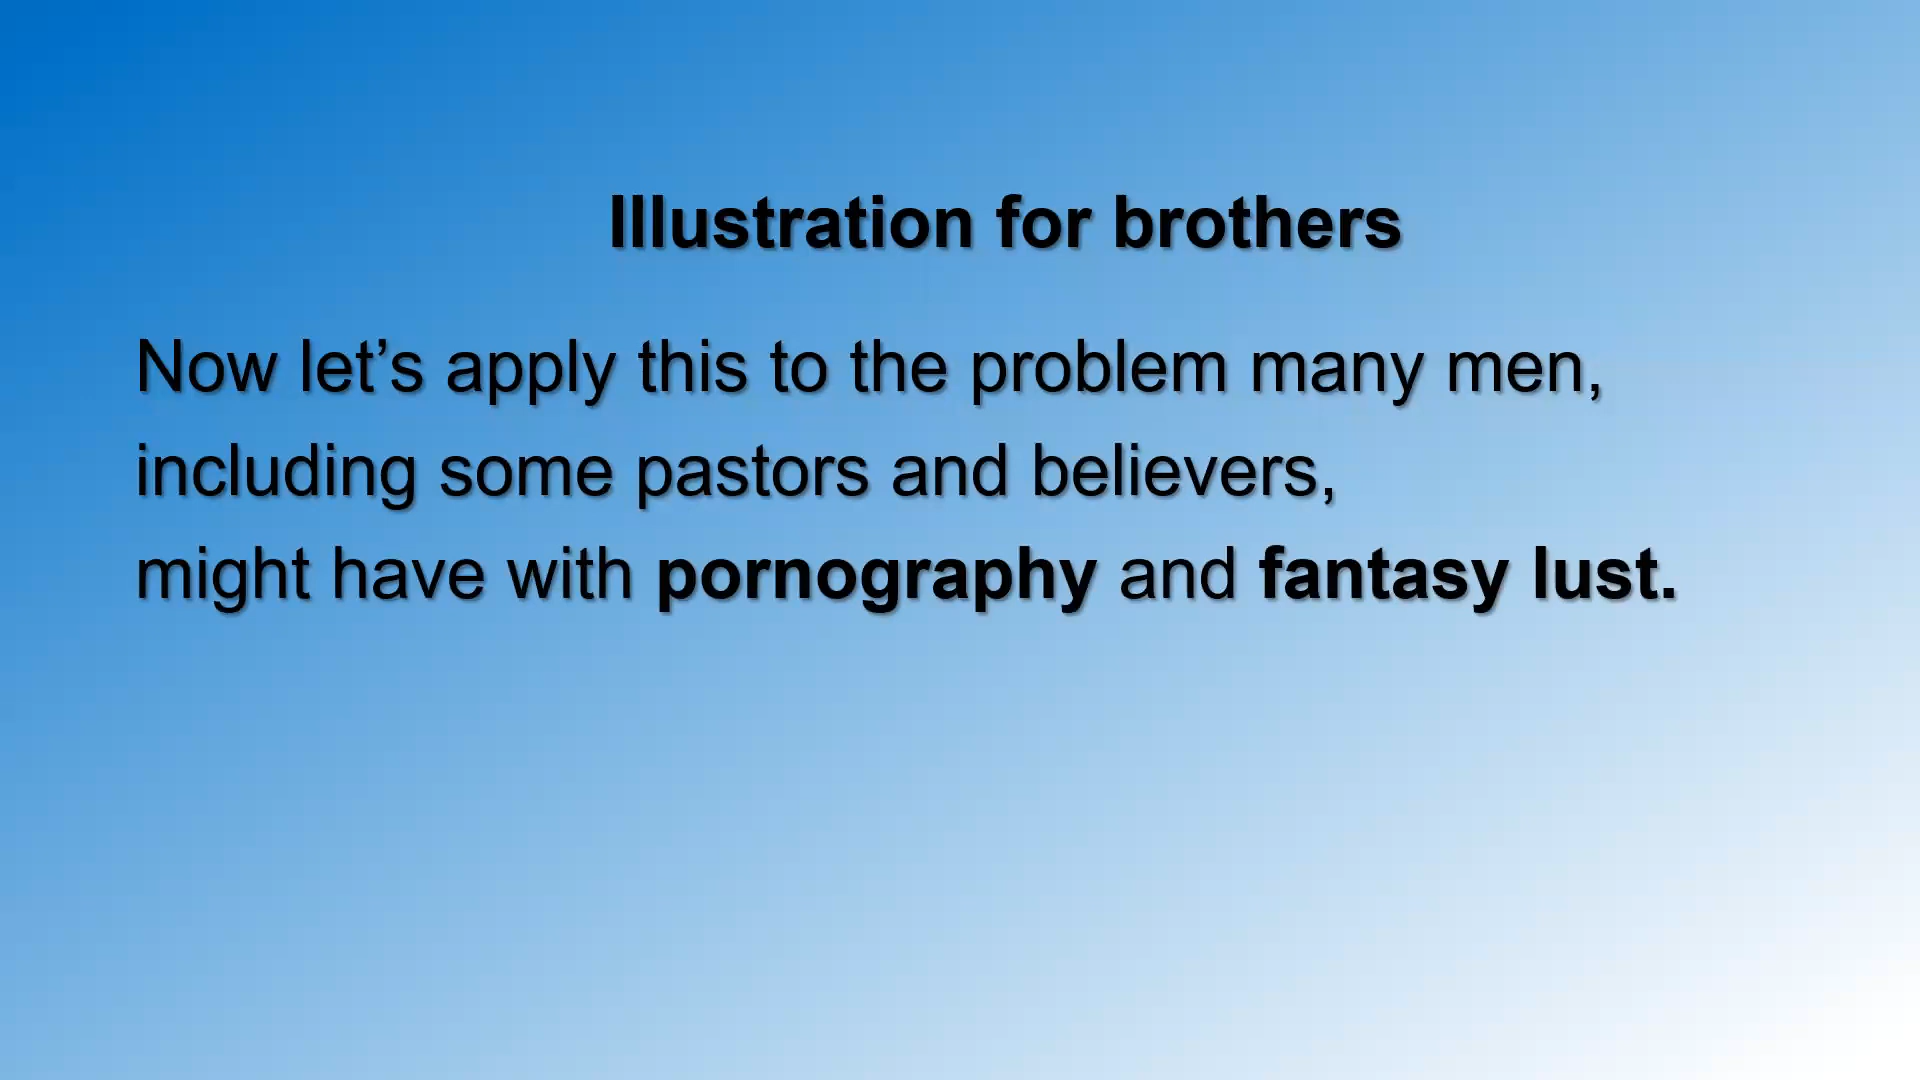 Illustration for brothers
Now let’s apply this to the problem many men,
including some pastors and believers,
might have with pornography and fantasy lust.